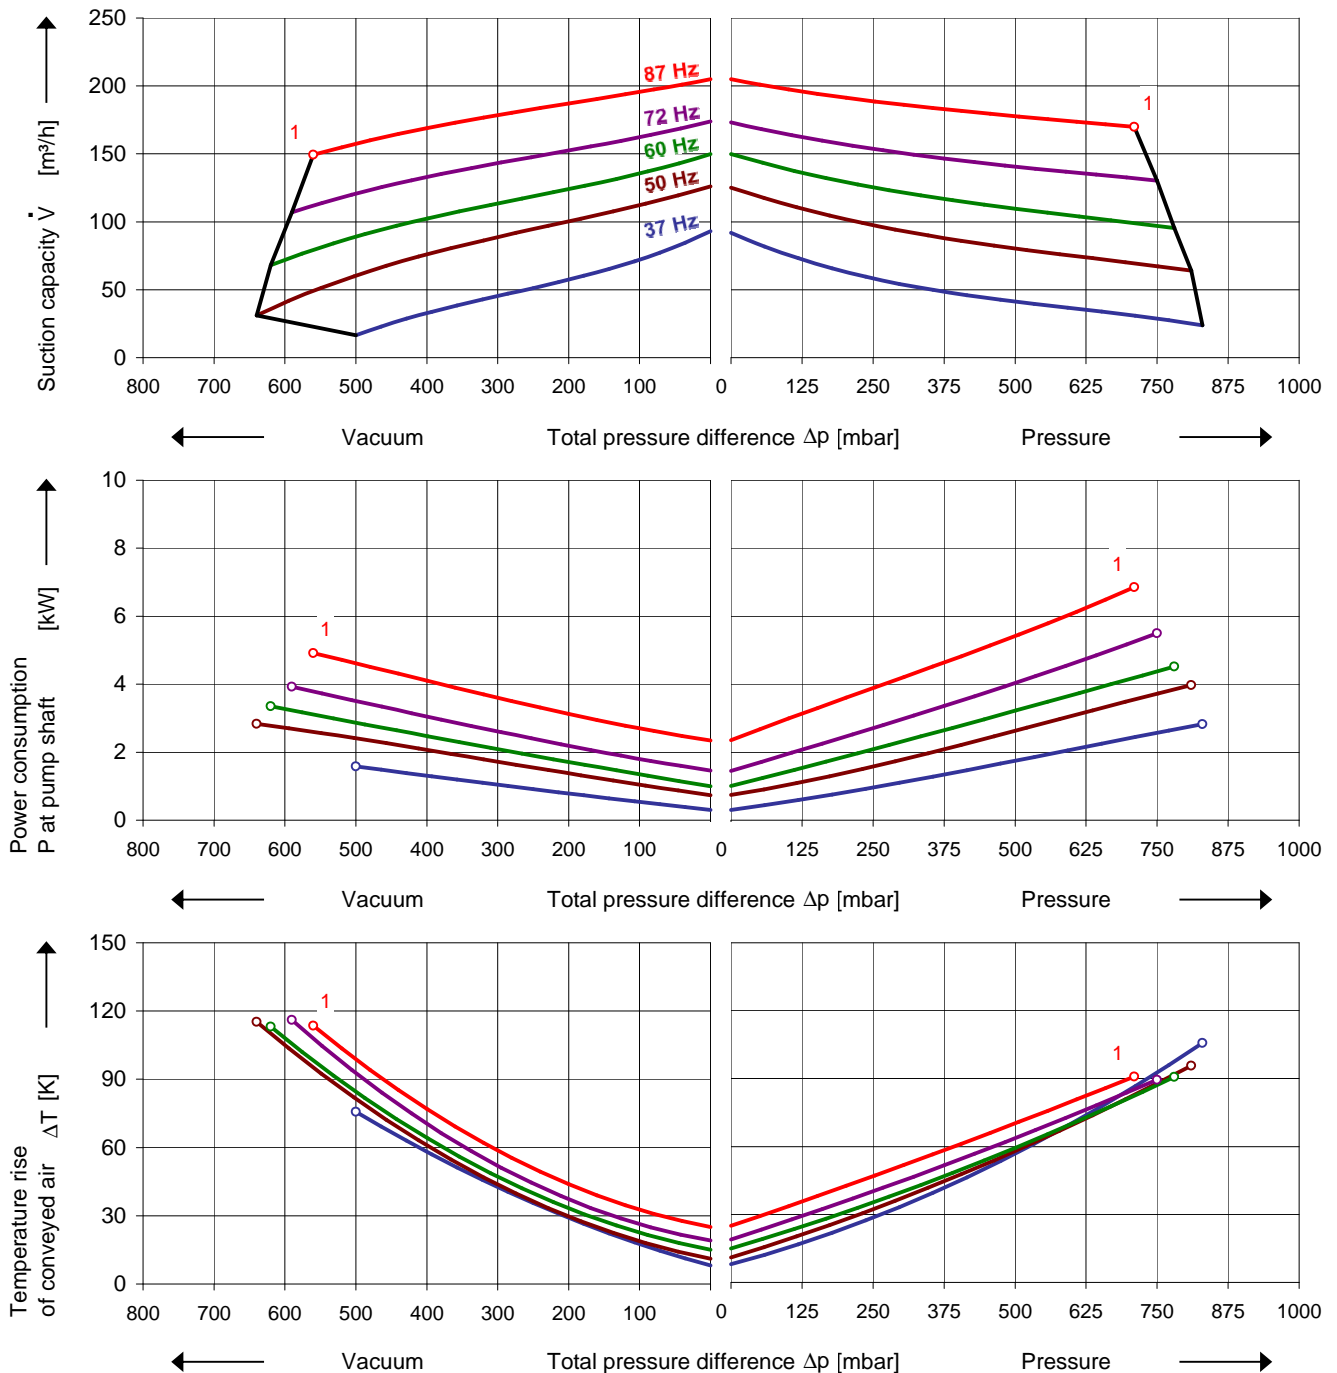 Suction capacity V̇ [m³/h]
250
200
150
100
50
0
87 Hz
72 Hz
60 Hz
50 Hz
37 Hz
1
1
800 700 600 500 400 300 200 100 0 125 250 375 500 625 750 875 1000
Vacuum Total pressure difference Δp [mbar] Pressure
Power consumption
P at pump shaft [kW]
10
8
6
4
2
0
1
1
800 700 600 500 400 300 200 100 0 125 250 375 500 625 750 875 1000
Vacuum Total pressure difference Δp [mbar] Pressure
Temperature rise
of conveyed air ΔT [K]
150
120
90
60
30
0
1
1
800 700 600 500 400 300 200 100 0 125 250 375 500 625 750 875 1000
Vacuum Total pressure difference Δp [mbar] Pressure